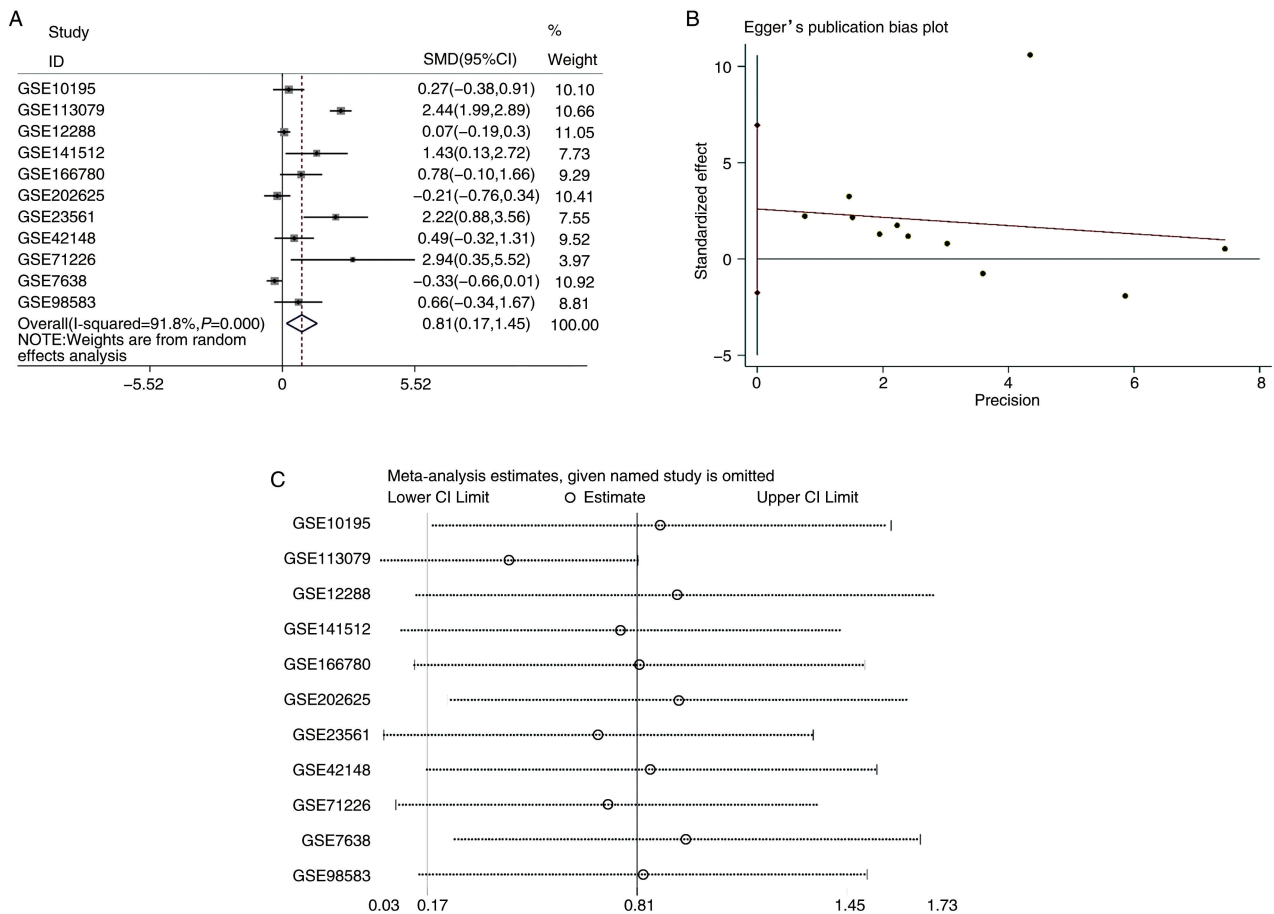 A
Study %
ID SMD(95%CI) Weight
GSE10195 0.27(−0.38,0.91) 10.10
GSE113079 2.44(1.99,2.89) 10.66
GSE12288 0.07(−0.19,0.3) 11.05
GSE141512 1.43(0.13,2.72) 7.73
GSE166780 0.78(−0.10,1.66) 9.29
GSE202625 −0.21(−0.76,0.34) 10.41
GSE23561 2.22(0.88,3.56) 7.55
GSE42148 0.49(−0.32,1.31) 9.52
GSE71226 2.94(0.35,5.52) 3.97
GSE7638 −0.33(−0.66,0.01) 10.92
GSE98583 0.66(−0.34,1.67) 8.81
Overall(I-squared=91.8%,P=0.000) 0.81(0.17,1.45) 100.00
NOTE:Weights are from random
effects analysis
−5.52 0 5.52
B
Egger's publication bias plot
Standardized effect
10
5
0
−5
0 2 4 6 8
Precision
C
Meta-analysis estimates, given named study is omitted
Lower CI Limit Estimate Upper CI Limit
GSE10195
GSE113079
GSE12288
GSE141512
GSE166780
GSE202625
GSE23561
GSE42148
GSE71226
GSE7638
GSE98583
0.03 0.17 0.81 1.45 1.73